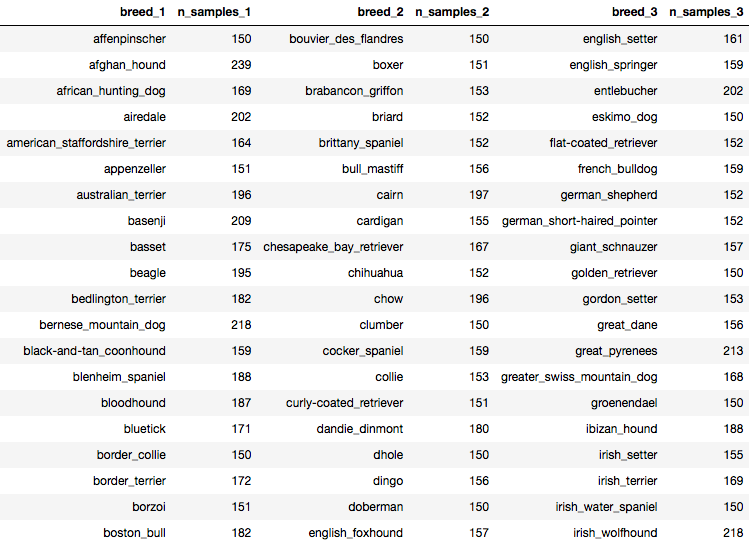 breed_1 n_samples_1 breed_2 n_samples_2 breed_3 n_samples_3
affenpinscher 150 bouvier_des_flandres 150 english_setter 161
afghan_hound 239 boxer 151 english_springer 159
african_hunting_dog 169 brabancon_griffon 153 entlebucher 202
airedale 202 briard 152 eskimo_dog 150
american_staffordshire_terrier 164 brittany_spaniel 152 flat-coated_retriever 152
appenzeller 151 bull_mastiff 156 french_bulldog 159
australian_terrier 196 cairn 197 german_shepherd 152
basenji 209 cardigan 155 german_short-haired_pointer 152
basset 175 chesapeake_bay_retriever 167 giant_schnauzer 157
beagle 195 chihuahua 152 golden_retriever 150
bedlington_terrier 182 chow 196 gordon_setter 153
bernese_mountain_dog 218 clumber 150 great_dane 156
black-and-tan_coonhound 159 cocker_spaniel 159 great_pyrenees 213
blenheim_spaniel 188 collie 153 greater_swiss_mountain_dog 168
bloodhound 187 curly-coated_retriever 151 groenendael 150
bluetick 171 dandie_dinmont 180 ibizan_hound 188
border_collie 150 dhole 150 irish_setter 155
border_terrier 172 dingo 156 irish_terrier 169
borzoi 151 doberman 150 irish_water_spaniel 150
boston_bull 182 english_foxhound 157 irish_wolfhound 218